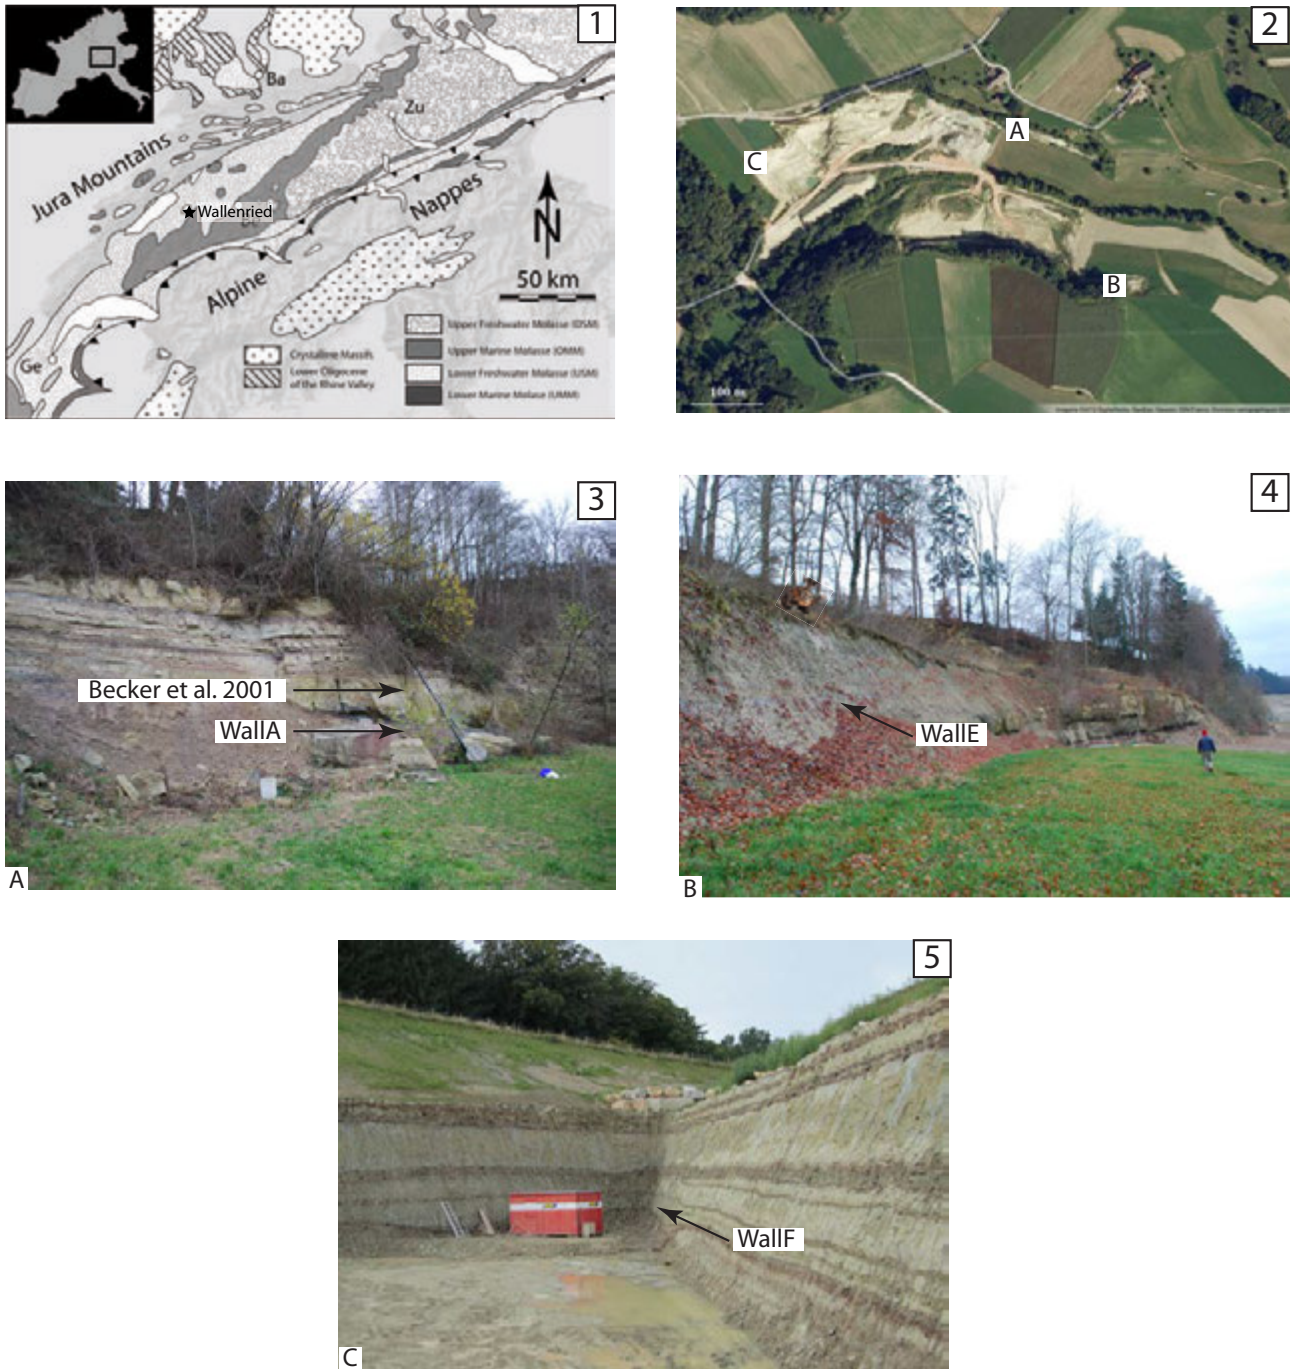 1
Ba
Zu
Jura Mountains
Wallenried
Nappes
N
Alpine
50 km
Ge
Crystalline Massifs
Lower Oligocene
of the Rhine Valley
Upper Freshwater Molasse (OSM)
Upper Marine Molasse (OMM)
Lower Freshwater Molasse (USM)
Lower Marine Molasse (UMM)
2
A
C
B
100 m
3
Becker et al. 2001
WallA
A
4
WallE
B
5
WallF
C